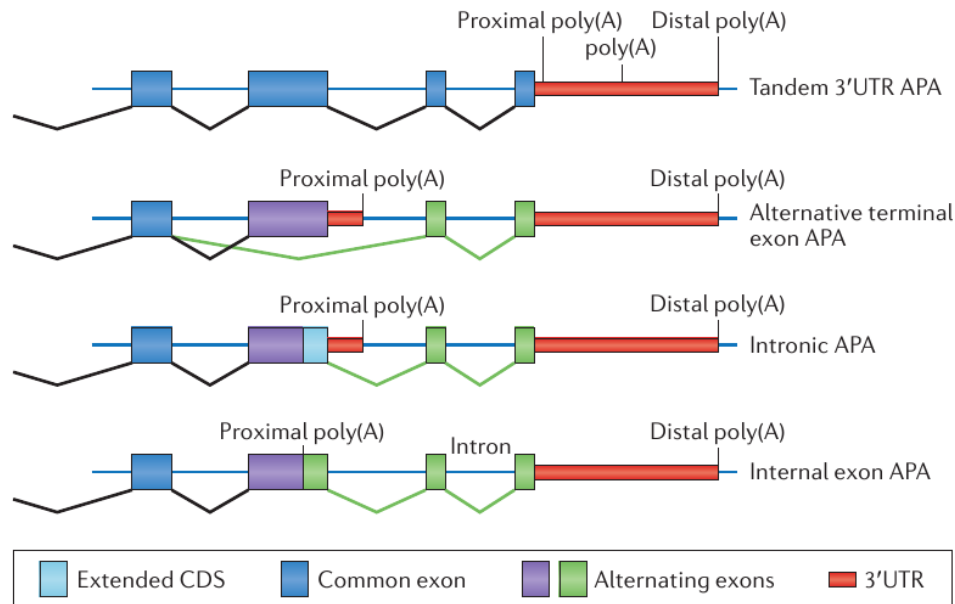 Proximal poly(A)
Distal poly(A)
poly(A)
Tandem 3′UTR APA
Proximal poly(A)
Distal poly(A)
Alternative terminal
exon APA
Proximal poly(A)
Distal poly(A)
Intronic APA
Proximal poly(A)
Intron
Distal poly(A)
Internal exon APA
Extended CDS
Common exon
Alternating exons
3′UTR